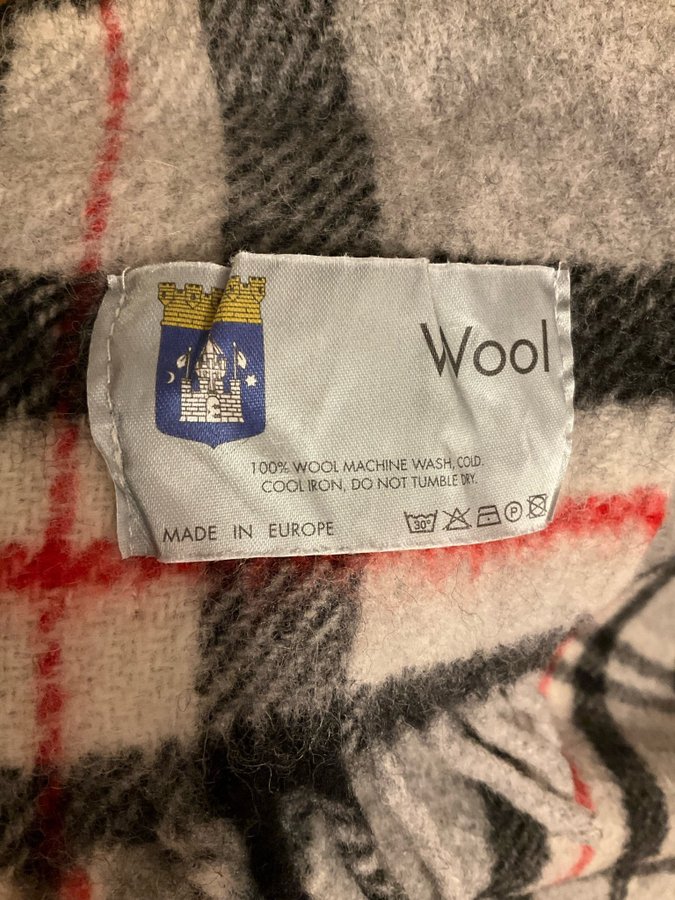 Wool
100% WOOL MACHINE WASH, COLD.
COOL IRON, DO NOT TUMBLE DRY.
MADE IN EUROPE
30°
P